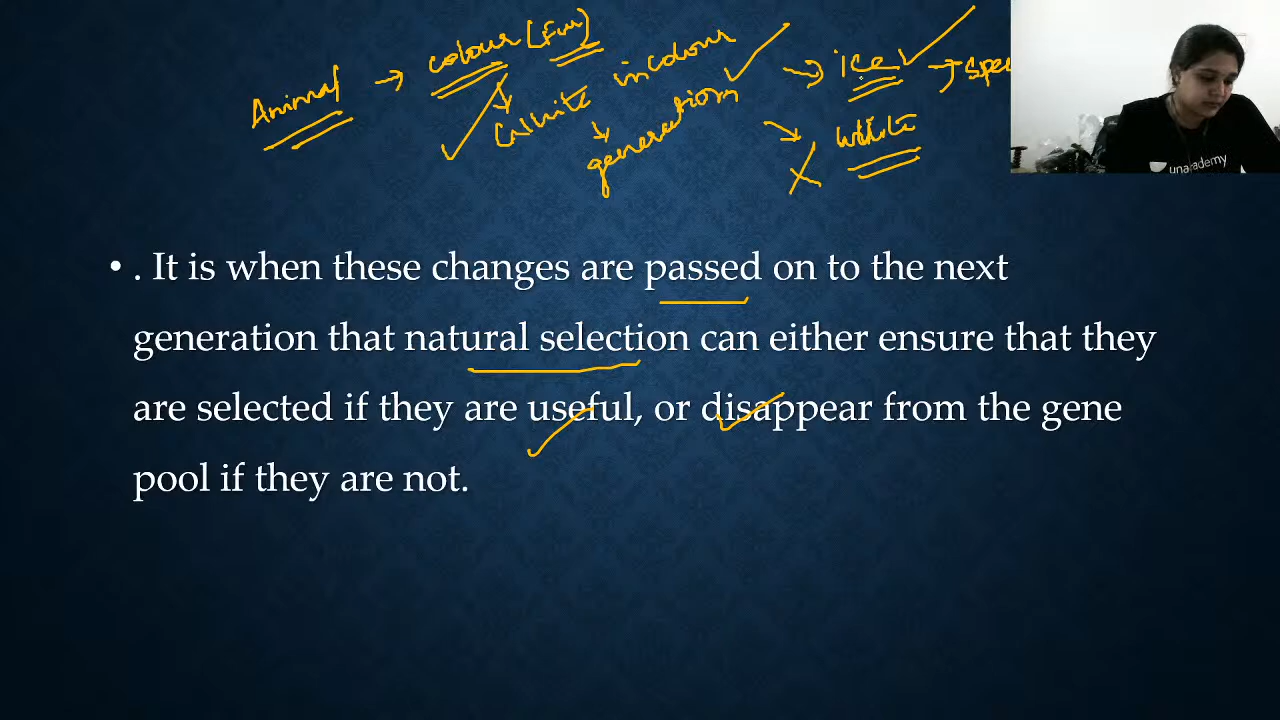 Animal → colour (Fur) → ice → spe
white in colour
generation
white
unacademy
• . It is when these changes are passed on to the next
generation that natural selection can either ensure that they
are selected if they are useful, or disappear from the gene
pool if they are not.